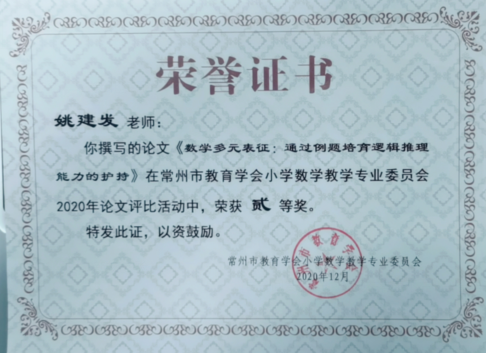 荣誉证书
姚建发 老师：
你撰写的论文《数学多元表征：通过例题培育逻辑推理
能力的护持》在常州市教育学会小学数学教学专业委员会
2020年论文评比活动中，荣获 贰 等奖。
特发此证，以资鼓励。
常州市教育学会小学数学教学专业委员会
2020年12月